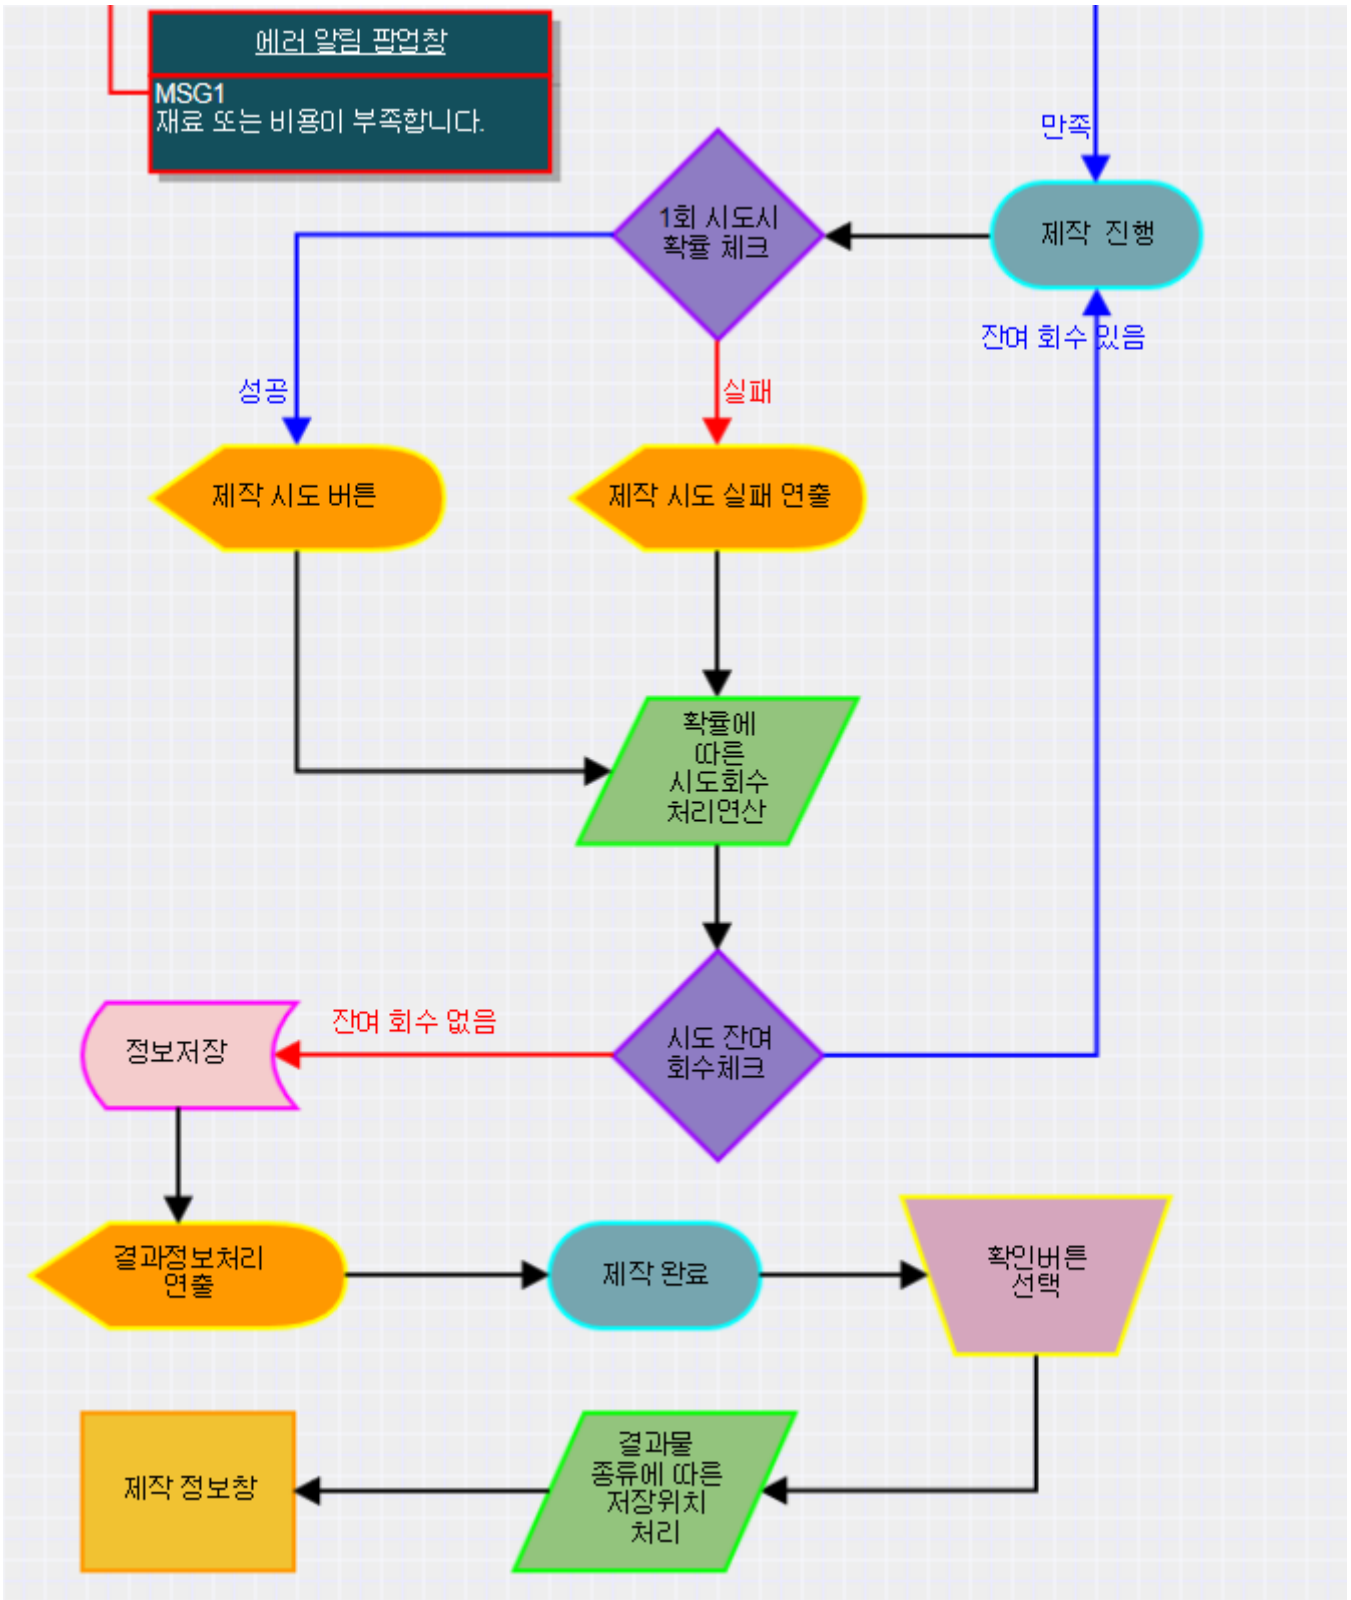 에러 알림 팝업창
MSG1
재료 또는 비용이 부족합니다.
만족
1회 시도시
확률 체크
제작 진행
잔여 회수 있음
성공
실패
제작 시도 버튼
제작 시도 실패 연출
확률에
따른
시도회수
처리연산
시도 잔여
회수체크
잔여 회수 없음
정보저장
결과정보처리
연출
제작 완료
확인버튼
선택
결과물
종류에 따른
저장위치
처리
제작 정보창